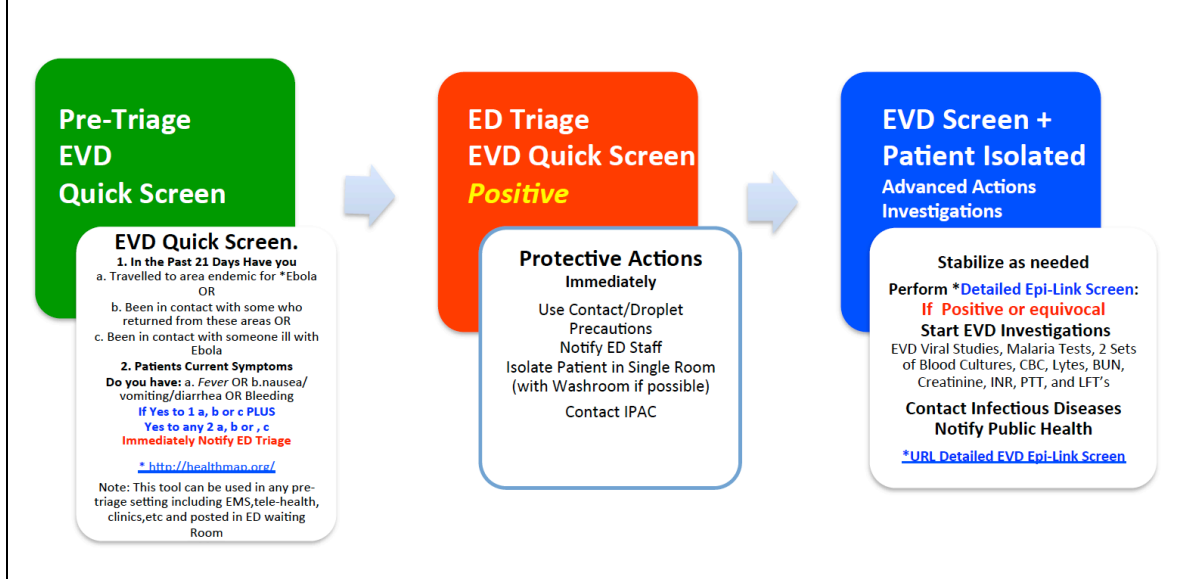 Pre-Triage
EVD
Quick Screen
EVD Quick Screen.
1. In the Past 21 Days Have you
a. Travelled to area endemic for *Ebola
OR
b. Been in contact with some who
returned from these areas OR
c. Been in contact with someone ill with
Ebola
2. Patients Current Symptoms
Do you have: a. Fever OR b.nausea/
vomiting/diarrhea OR Bleeding
If Yes to 1 a, b or c PLUS
Yes to any 2 a, b or , c
Immediately Notify ED Triage
* http://healthmap.org/
Note: This tool can be used in any pre-
triage setting including EMS,tele-health,
clinics,etc and posted in ED waiting
Room
ED Triage
EVD Quick Screen
Positive
Protective Actions
Immediately
Use Contact/Droplet
Precautions
Notify ED Staff
Isolate Patient in Single Room
(with Washroom if possible)
Contact IPAC
EVD Screen +
Patient Isolated
Advanced Actions
Investigations
Stabilize as needed
Perform *Detailed Epi-Link Screen:
If Positive or equivocal
Start EVD Investigations
EVD Viral Studies, Malaria Tests, 2 Sets
of Blood Cultures, CBC, Lytes, BUN,
Creatinine, INR, PTT, and LFT's
Contact Infectious Diseases
Notify Public Health
*URL Detailed EVD Epi-Link Screen